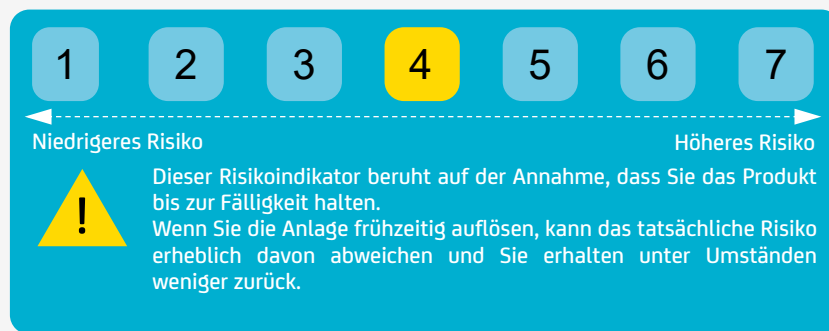 1 2 3 4 5 6 7
Niedrigeres Risiko Höheres Risiko
Dieser Risikoindikator beruht auf der Annahme, dass Sie das Produkt
bis zur Fälligkeit halten.
! Wenn Sie die Anlage frühzeitig auflösen, kann das tatsächliche Risiko
erheblich davon abweichen und Sie erhalten unter Umständen
weniger zurück.